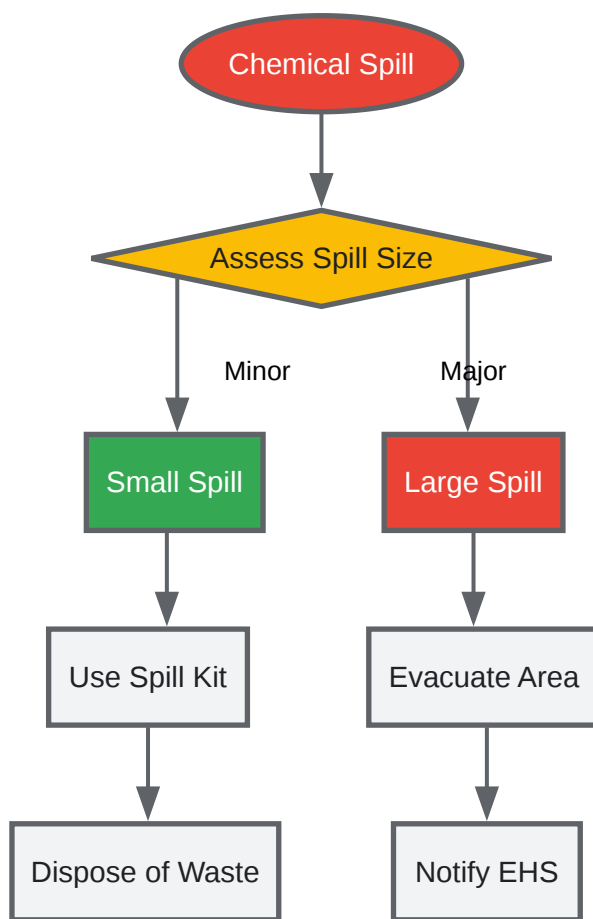 Chemical Spill
Assess Spill Size
Minor
Major
Small Spill
Large Spill
Use Spill Kit
Evacuate Area
Dispose of Waste
Notify EHS